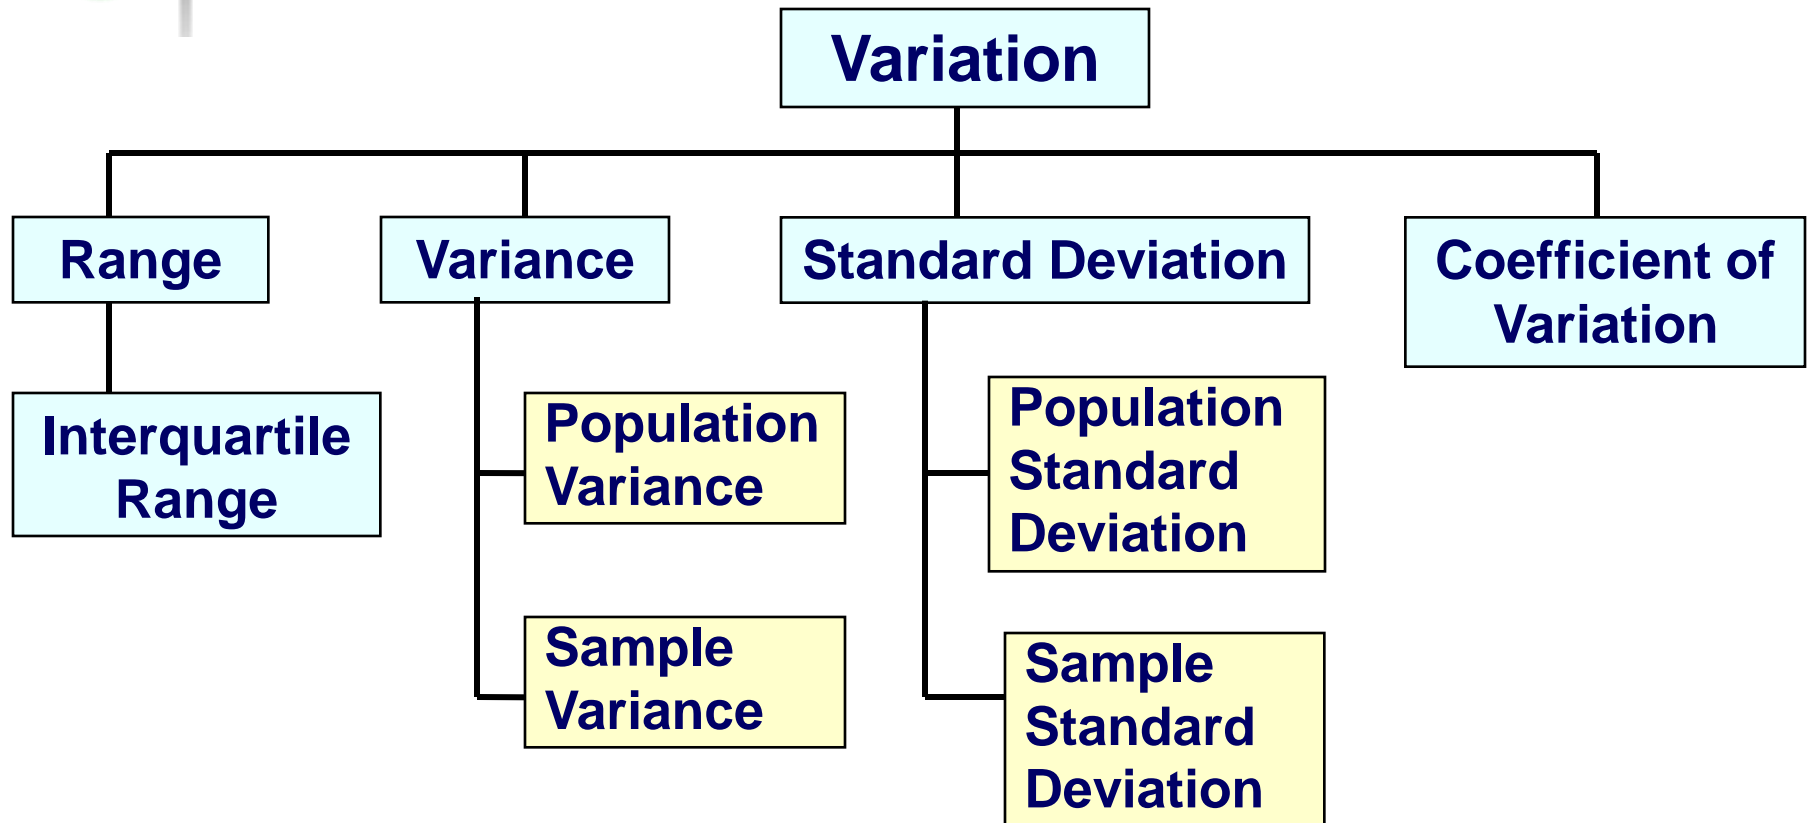 Variation
Range
Variance
Standard Deviation
Coefficient of
Variation
Interquartile
Range
Population
Variance
Population
Standard
Deviation
Sample
Variance
Sample
Standard
Deviation